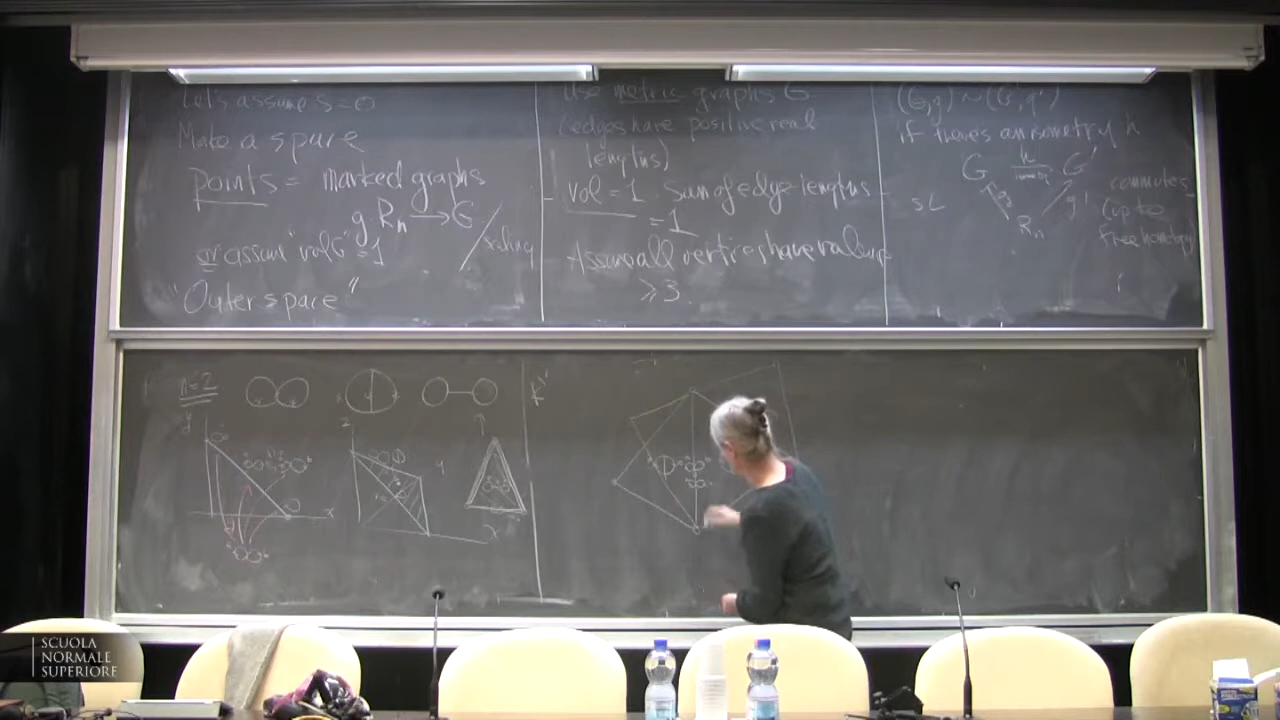 Let's assume s=0
Make a space
points = marked graphs
g R_n → G
or assume "vol G" = 1
/ scaling
"Outer space"
Use metric graphs G
(edges have positive real
lengths)
vol = 1. Sum of edge lengths
= 1
Assume all vertices have valence
≥ 3.
(G,g) ~ (G',g')
if there's an isometry h
G h G'
st
g g'
R_n
commutes
(up to
free homotopy
n=2
y
x
z
x
SCUOLA
NORMALE
SUPERIORE